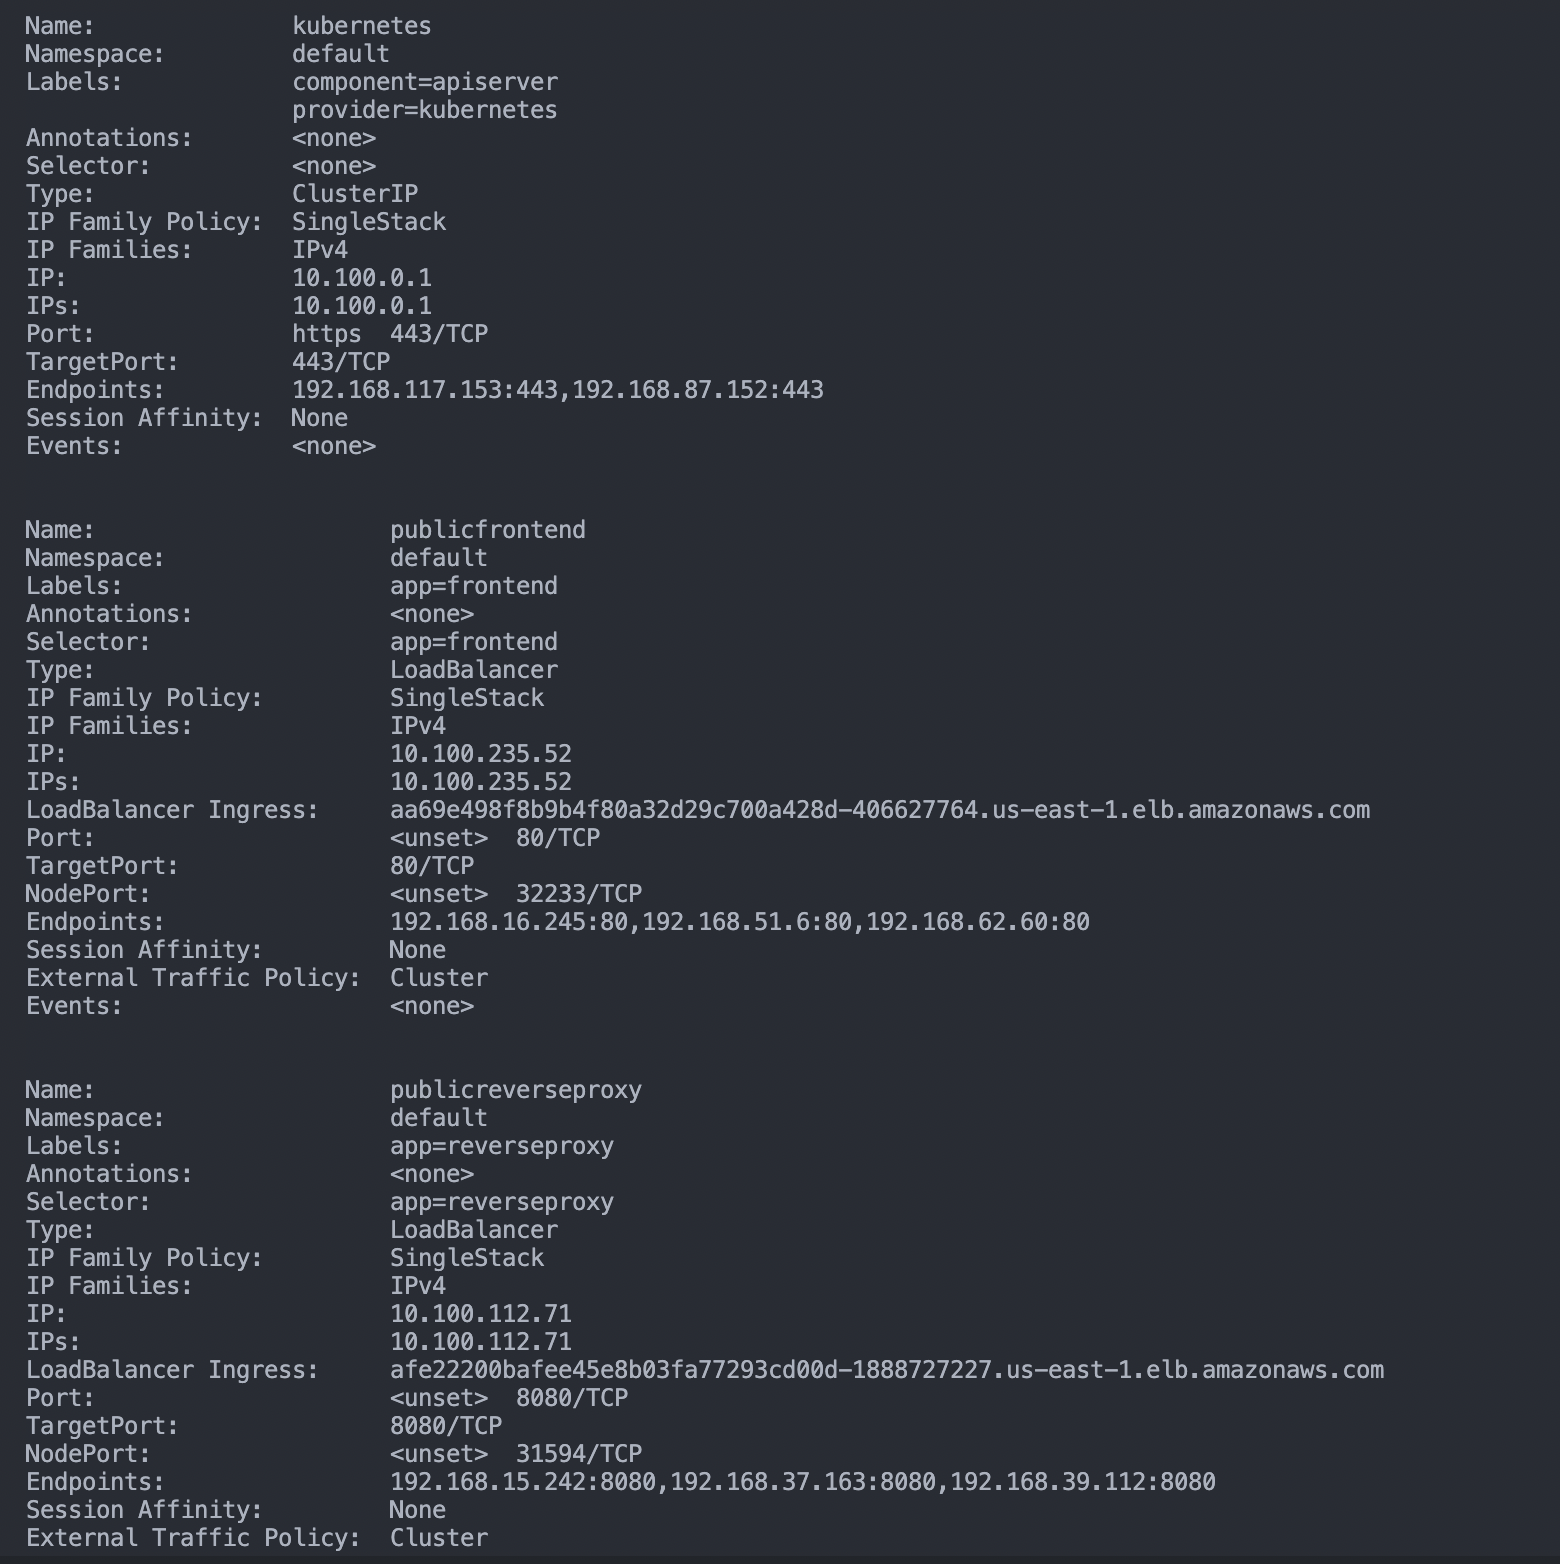 Name:              kubernetes
Namespace:         default
Labels:            component=apiserver
                   provider=kubernetes
Annotations:       <none>
Selector:          <none>
Type:              ClusterIP
IP Family Policy:  SingleStack
IP Families:       IPv4
IP:                10.100.0.1
IPs:               10.100.0.1
Port:              https  443/TCP
TargetPort:        443/TCP
Endpoints:         192.168.117.153:443,192.168.87.152:443
Session Affinity:  None
Events:            <none>

Name:                     publicfrontend
Namespace:                default
Labels:                   app=frontend
Annotations:              <none>
Selector:                 app=frontend
Type:                     LoadBalancer
IP Family Policy:         SingleStack
IP Families:              IPv4
IP:                       10.100.235.52
IPs:                      10.100.235.52
LoadBalancer Ingress:     aa69e498f8b9b4f80a32d29c700a428d-406627764.us-east-1.elb.amazonaws.com
Port:                     <unset>  80/TCP
TargetPort:               80/TCP
NodePort:                 <unset>  32233/TCP
Endpoints:                192.168.16.245:80,192.168.51.6:80,192.168.62.60:80
Session Affinity:         None
External Traffic Policy:  Cluster
Events:                   <none>

Name:                     publicreverseproxy
Namespace:                default
Labels:                   app=reverseproxy
Annotations:              <none>
Selector:                 app=reverseproxy
Type:                     LoadBalancer
IP Family Policy:         SingleStack
IP Families:              IPv4
IP:                       10.100.112.71
IPs:                      10.100.112.71
LoadBalancer Ingress:     afe22200bafee45e8b03fa77293cd00d-1888727227.us-east-1.elb.amazonaws.com
Port:                     <unset>  8080/TCP
TargetPort:               8080/TCP
NodePort:                 <unset>  31594/TCP
Endpoints:                192.168.15.242:8080,192.168.37.163:8080,192.168.39.112:8080
Session Affinity:         None
External Traffic Policy:  Cluster